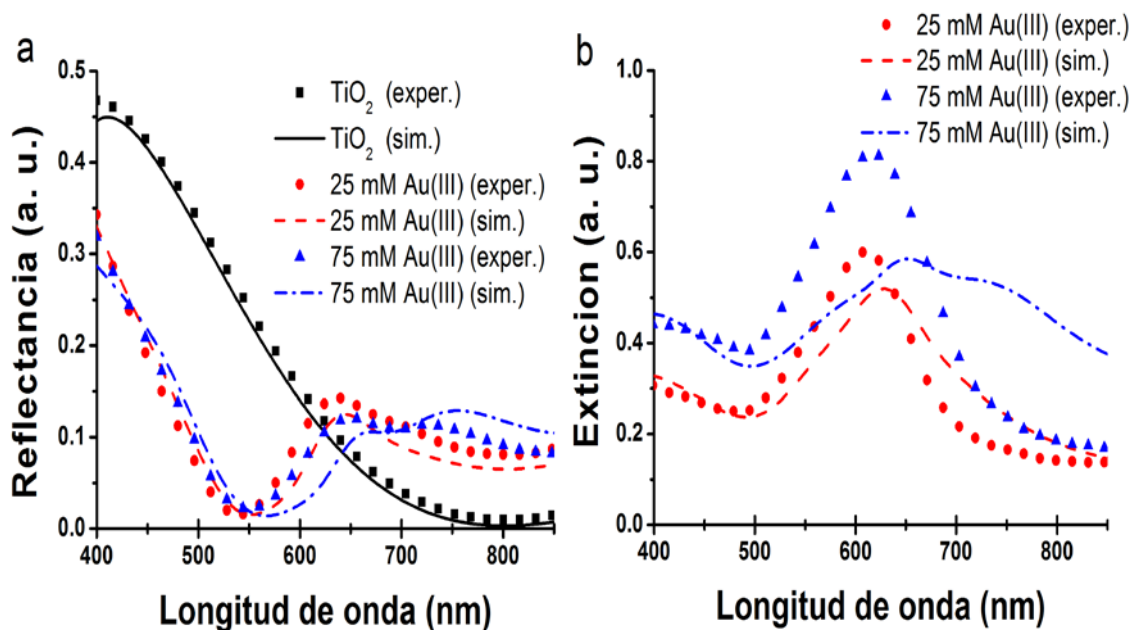 a
0.5
0.4
0.3
0.2
0.1
0.0
400
500
600
700
800
Reflectancia (a. u.)
Longitud de onda (nm)
TiO₂ (exper.)
TiO₂ (sim.)
25 mM Au(III) (exper.)
25 mM Au(III) (sim.)
75 mM Au(III) (exper.)
75 mM Au(III) (sim.)
b
25 mM Au(III) (exper.)
25 mM Au(III) (sim.)
75 mM Au(III) (exper.)
75 mM Au(III) (sim.)
1.0
0.8
0.6
0.4
0.2
0.0
400
500
600
700
800
Extincion (a. u.)
Longitud de onda (nm)